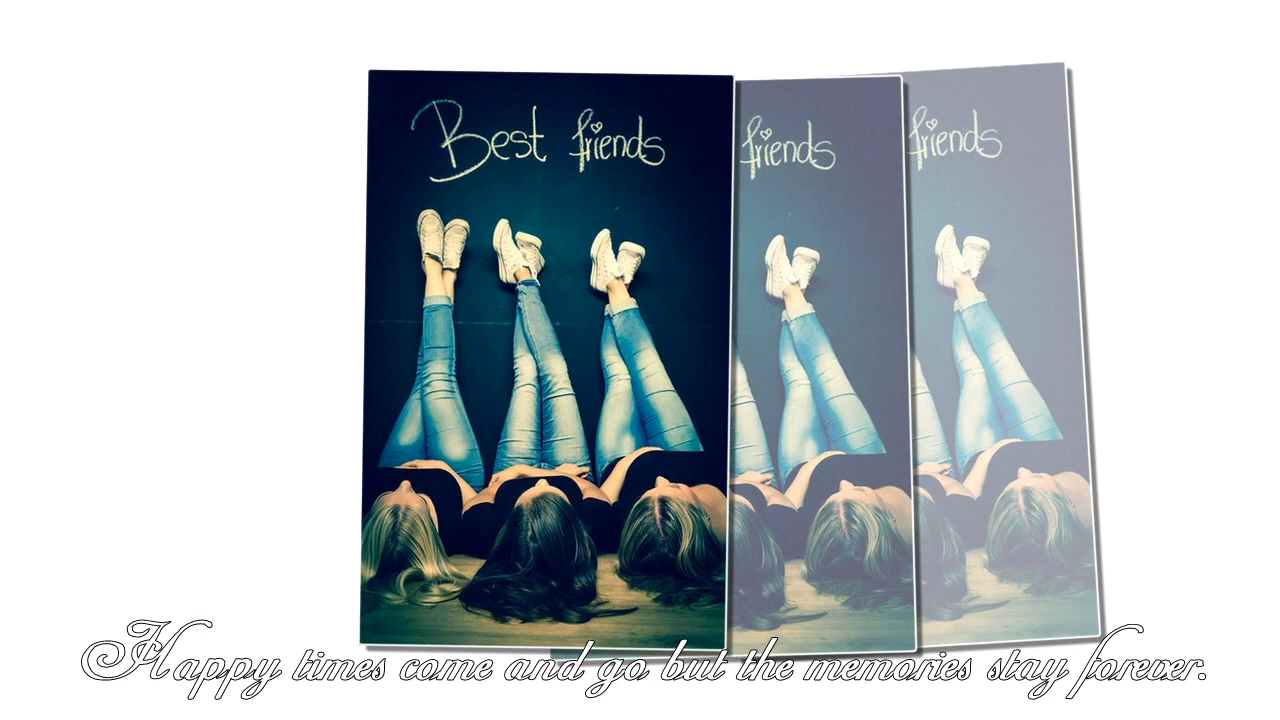 Best friends
friends
friends
Happy times come and go but the memories stay forever.